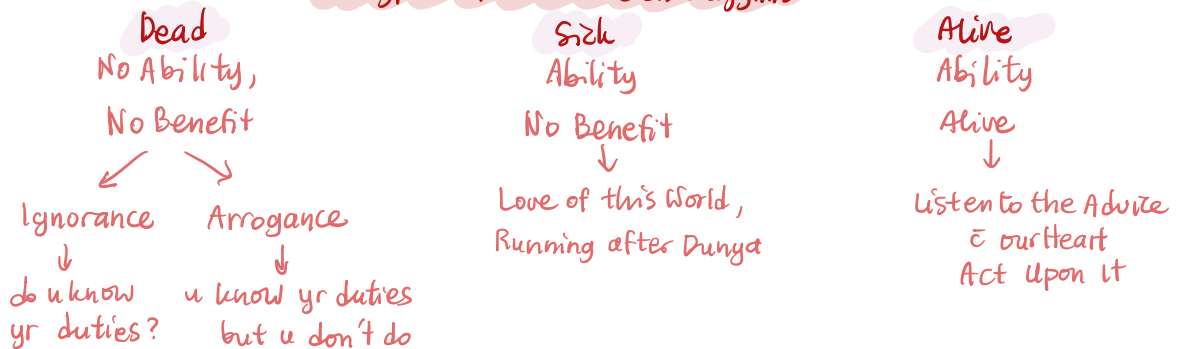 Dead
No Ability,
No Benefit
Ignorance
do u know
yr duties?
Arrogance
u know yr duties
but u don't do
Sick
Ability
No Benefit
Love of this World,
Running after Dunya
Alive
Ability
Alive
Listen to the Advice
c̄ our Heart
Act Upon It